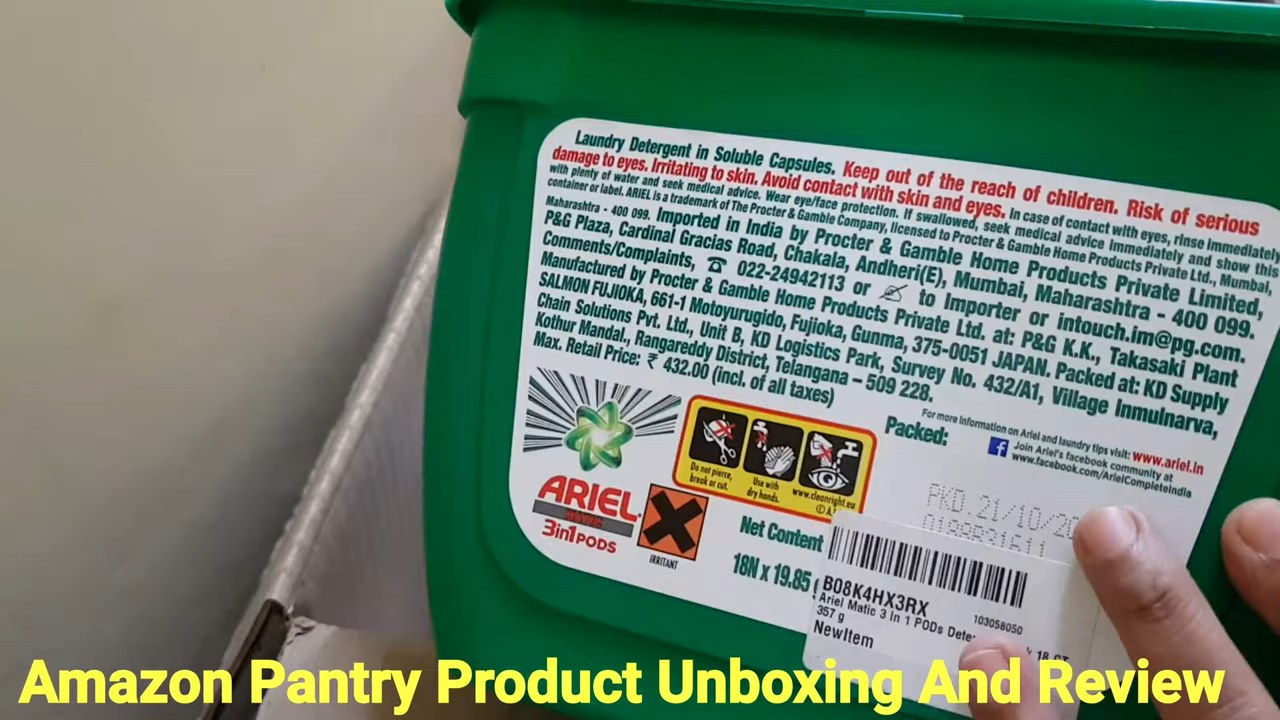 Laundry Detergent in Soluble Capsules. Keep out of the reach of children. Risk of serious
damage to eyes. Irritating to skin. Avoid contact with skin and eyes. In case of contact with eyes, rinse immediately
with plenty of water and seek medical advice. Wear eye/face protection. If swallowed, seek medical advice immediately and show this
container or label. ARIEL is a trademark of The Procter & Gamble Company, licensed to Procter & Gamble Home Products Private Ltd., Mumbai,
Maharashtra - 400 099. Imported in India by Procter & Gamble Home Products Private Limited,
P&G Plaza, Cardinal Gracias Road, Chakala, Andheri(E), Mumbai, Maharashtra - 400 099.
Comments/Complaints, ☎ 022-24942113 or ✍ to Importer or intouch.im@pg.com.
Manufactured by Procter & Gamble Home Products Private Ltd. at: P&G K.K., Takasaki Plant
SALMON FUJIOKA, 661-1 Motoyurugido, Fujioka, Gunma, 375-0051 JAPAN. Packed at: KD Supply
Chain Solutions Pvt. Ltd., Unit B, KD Logistics Park, Survey No. 432/A1, Village Inmulnarva,
Kothur Mandal., Rangareddy District, Telangana – 509 228.
Max. Retail Price: ₹ 432.00 (incl. of all taxes)
For more information on Ariel and laundry tips visit: www.ariel.in
Join Ariel's facebook community at
www.facebook.com/ArielCompleteIndia
Packed:
PKD.21/10/20
Do not pierce,
break or cut.
Use with
dry hands.
www.cleanright.eu
ARIEL
3in1 PODS
IRRITANT
Net Content
18N x 19.85
B08K4HX3RX
103058050
Ariel Matic 3 in 1 PODs 18 CT
357 g
NewItem
Amazon Pantry Product Unboxing And Review